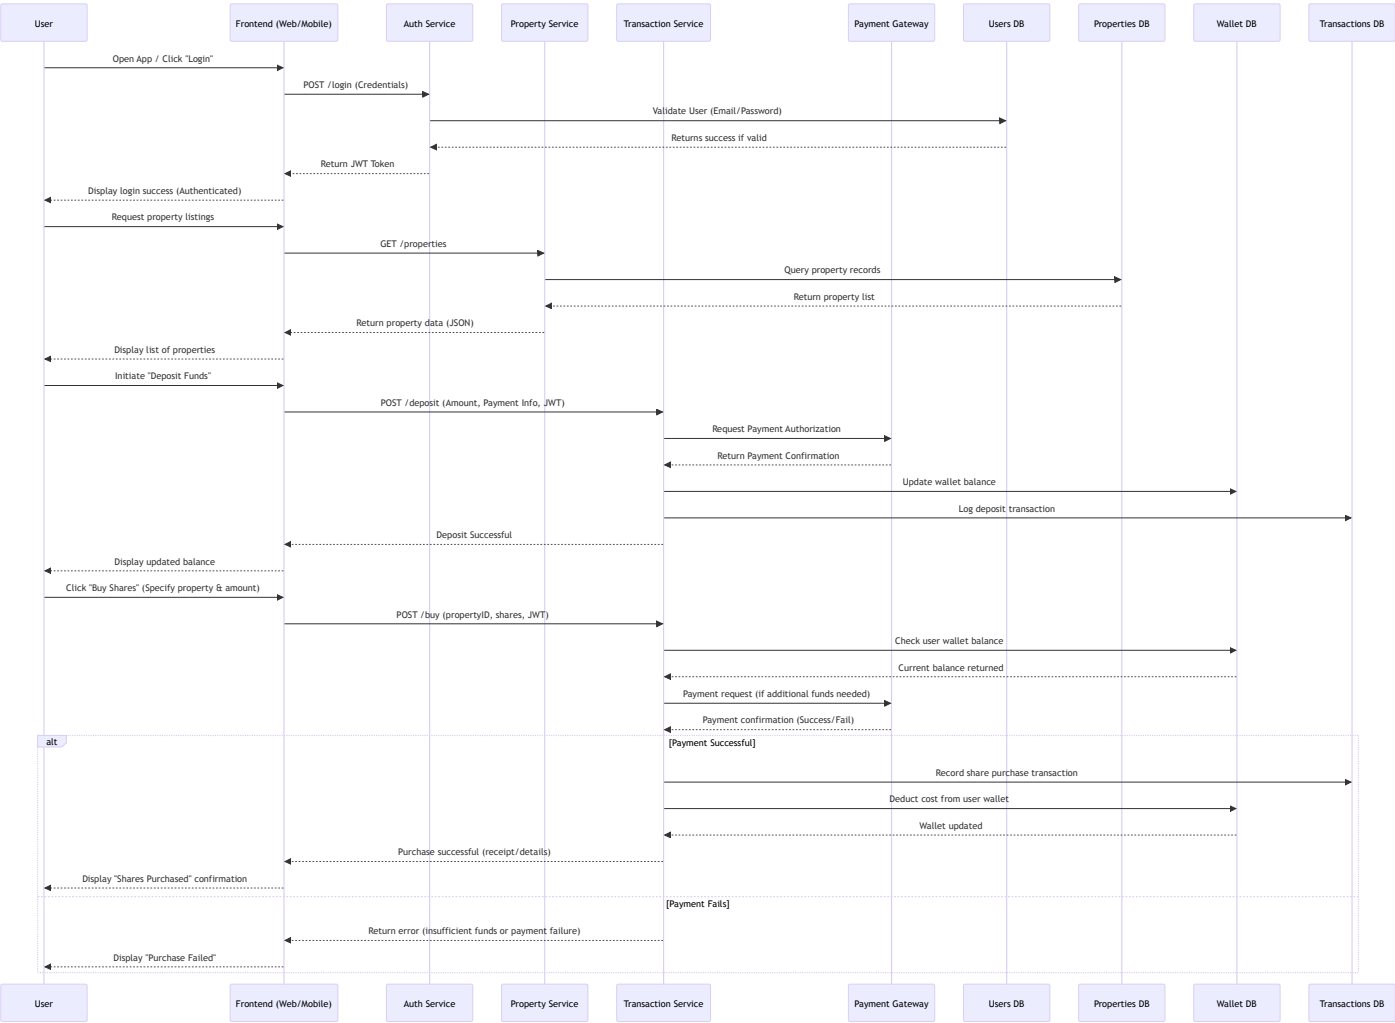 User
Frontend (Web/Mobile)
Auth Service
Property Service
Transaction Service
Payment Gateway
Users DB
Properties DB
Wallet DB
Transactions DB
Open App / Click "Login"
POST /login (Credentials)
Validate User (Email/Password)
Returns success if valid
Return JWT Token
Display login success (Authenticated)
Request property listings
GET /properties
Query property records
Return property list
Return property data (JSON)
Display list of properties
Initiate "Deposit Funds"
POST /deposit (Amount, Payment Info, JWT)
Request Payment Authorization
Return Payment Confirmation
Update wallet balance
Log deposit transaction
Deposit Successful
Display updated balance
Click "Buy Shares" (Specify property & amount)
POST /buy (propertyID, shares, JWT)
Check user wallet balance
Current balance returned
Payment request (if additional funds needed)
Payment confirmation (Success/Fail)
alt
[Payment Successful]
Record share purchase transaction
Deduct cost from user wallet
Wallet updated
Purchase successful (receipt/details)
Display "Shares Purchased" confirmation
[Payment Fails]
Return error (insufficient funds or payment failure)
Display "Purchase Failed"
User
Frontend (Web/Mobile)
Auth Service
Property Service
Transaction Service
Payment Gateway
Users DB
Properties DB
Wallet DB
Transactions DB